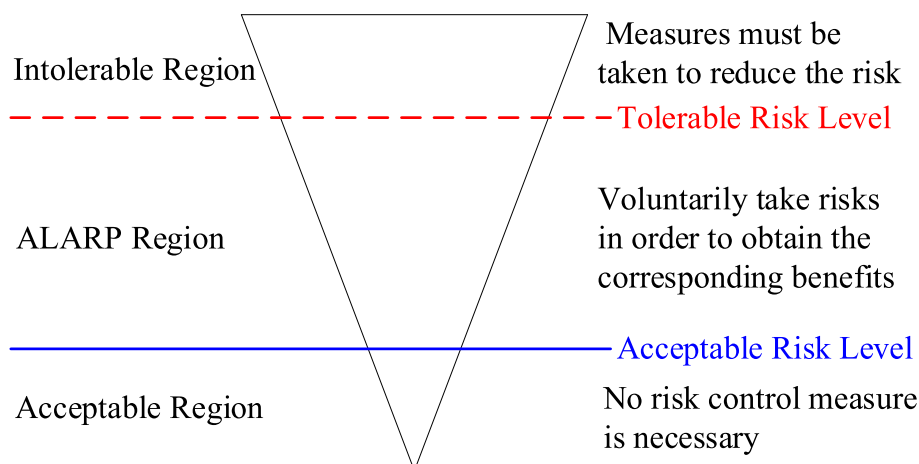 Intolerable Region
Measures must be
taken to reduce the risk
Tolerable Risk Level
ALARP Region
Voluntarily take risks
in order to obtain the
corresponding benefits
Acceptable Risk Level
Acceptable Region
No risk control measure
is necessary